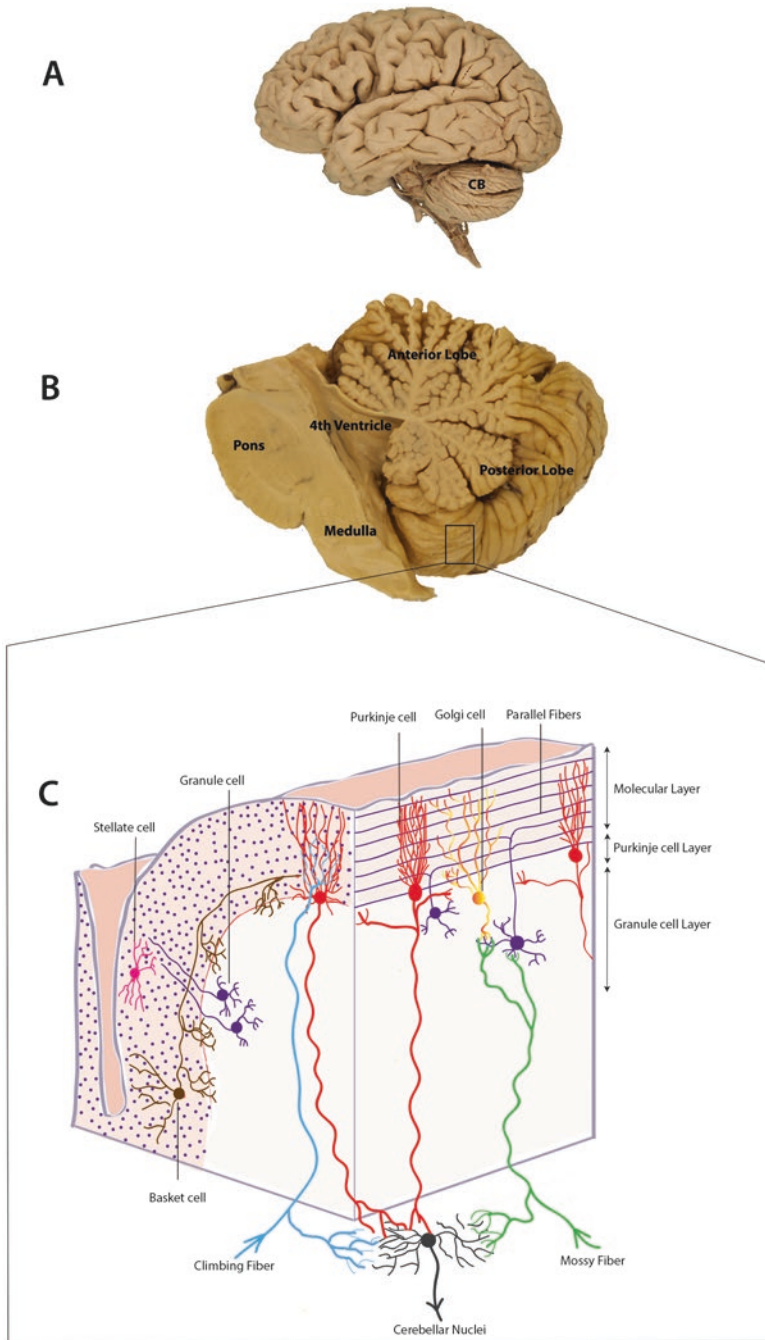 A
CB
B
Anterior Lobe
4th Ventricle
Pons
Posterior Lobe
Medulla
C
Purkinje cell
Golgi cell
Parallel Fibers
Granule cell
Stellate cell
Molecular Layer
Purkinje cell Layer
Granule cell Layer
Basket cell
Climbing Fiber
Mossy Fiber
Cerebellar Nuclei